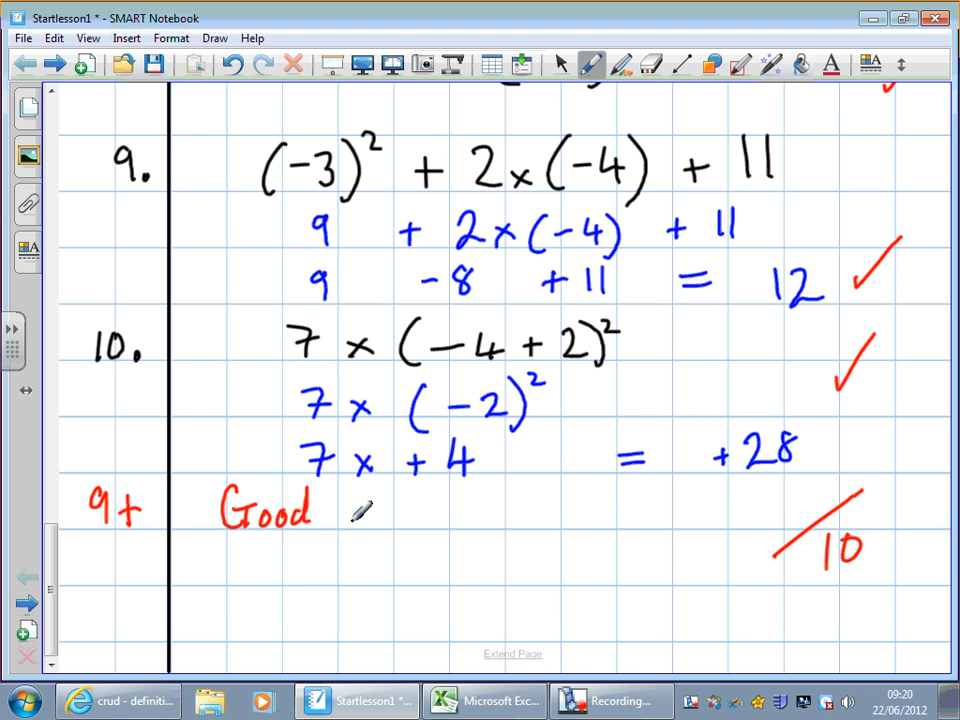 Startlesson1 * - SMART Notebook
File Edit View Insert Format Draw Help
9. (-3)² + 2×(-4) + 11
9 + 2×(-4) + 11
9 -8 +11 = 12 ✓
10. 7 × (-4+2)² ✓
7 × (-2)²
7 × +4 = +28
9+ Good /10
Extend Page
crud - definiti... Startlesson1 *... Microsoft Exc... Recording...
09:20
22/06/2012